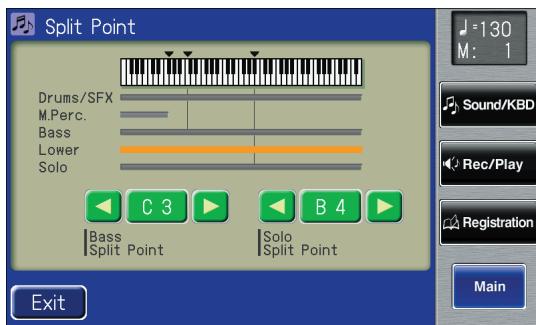 Split Point
♩=130
M: 1
Drums/SFX
M.Perc.
Bass
Lower
Solo
Sound/KBD
Rec/Play
Registration
Main
C 3
B 4
Bass
Split Point
Solo
Split Point
Exit